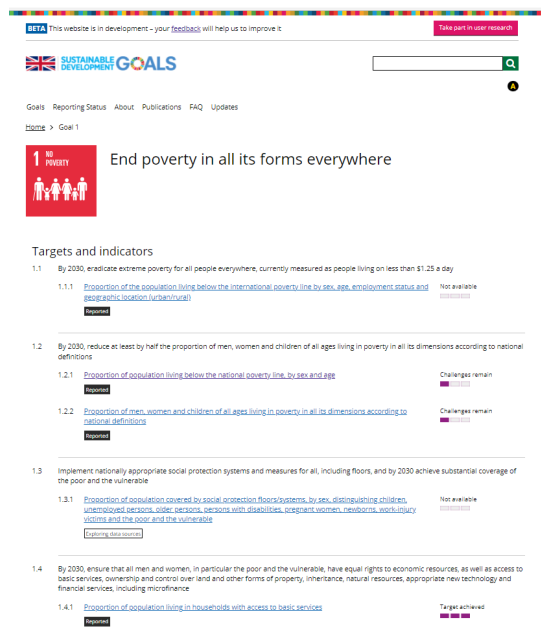 BETA This website is in development – your feedback will help us to improve it
Take part in user research
SUSTAINABLE DEVELOPMENT GOALS
A
Goals Reporting Status About Publications FAQ Updates
Home > Goal 1
1 NO POVERTY
End poverty in all its forms everywhere
Targets and indicators
1.1 By 2030, eradicate extreme poverty for all people everywhere, currently measured as people living on less than $1.25 a day
1.1.1 Proportion of the population living below the international poverty line by sex, age, employment status and
geographic location (urban/rural)
Not available
Reported
1.2 By 2030, reduce at least by half the proportion of men, women and children of all ages living in poverty in all its dimensions according to national
definitions
1.2.1 Proportion of population living below the national poverty line, by sex and age
Challenges remain
Reported
1.2.2 Proportion of men, women and children of all ages living in poverty in all its dimensions according to
national definitions
Challenges remain
Reported
1.3 Implement nationally appropriate social protection systems and measures for all, including floors, and by 2030 achieve substantial coverage of
the poor and the vulnerable
1.3.1 Proportion of population covered by social protection floors/systems, by sex, distinguishing children,
unemployed persons, older persons, persons with disabilities, pregnant women, newborns, work-injury
victims and the poor and the vulnerable
Not available
Exploring data sources
1.4 By 2030, ensure that all men and women, in particular the poor and the vulnerable, have equal rights to economic resources, as well as access to
basic services, ownership and control over land and other forms of property, inheritance, natural resources, appropriate new technology and
financial services, including microfinance
1.4.1 Proportion of population living in households with access to basic services
Target achieved
Reported